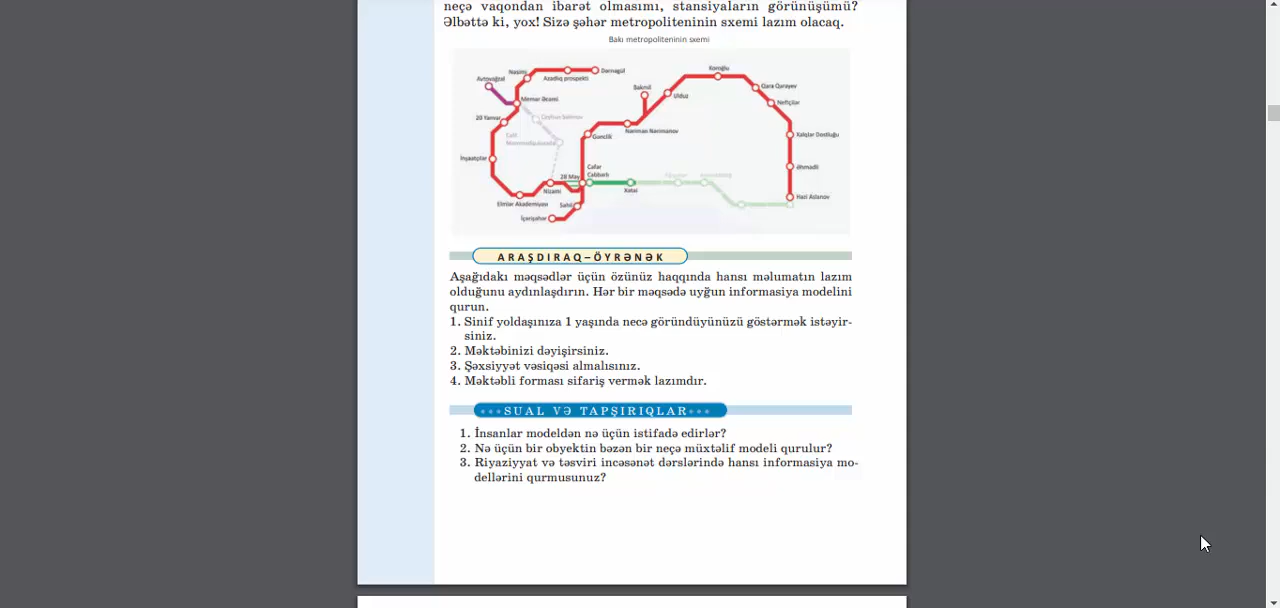 neçə vaqondan ibarət olmasımı, stansiyaların görünüşümü?
Əlbəttə ki, yox! Sizə şəhər metropoliteninin sxemi lazım olacaq.
Bakı metropoliteninin sxemi
Avtovağzal
Nəsimi
Azadlıq prospekti
Dərnəgül
Memar Əcəmi
20 Yanvar
İnşaatçılar
Elmlər Akademiyası
Nizami
28 May
Cəfər
Cabbarlı
Xətai
Sahil
İçərişəhər
Gənclik
Nəriman Nərimanov
Bakmil
Ulduz
Koroğlu
Qara Qarayev
Neftçilər
Xalqlar Dostluğu
Əhmədli
Həzi Aslanov
ARAŞDIRAQ–ÖYRƏNƏK
Aşağıdakı məqsədlər üçün özünüz haqqında hansı məlumatın lazım
olduğunu aydınlaşdırın. Hər bir məqsədə uyğun informasiya modelini
qurun.
1. Sinif yoldaşınıza 1 yaşında necə göründüyünüzü göstərmək istəyir-
siniz.
2. Məktəbinizi dəyişirsiniz.
3. Şəxsiyyət vəsiqəsi almalısınız.
4. Məktəbli forması sifariş vermək lazımdır.
SUAL VƏ TAPŞIRIQLAR
1. İnsanlar modeldən nə üçün istifadə edirlər?
2. Nə üçün bir obyektin bəzən bir neçə müxtəlif modeli qurulur?
3. Riyaziyyat və təsviri incəsənət dərslərində hansı informasiya mo-
dellərini qurmusunuz?